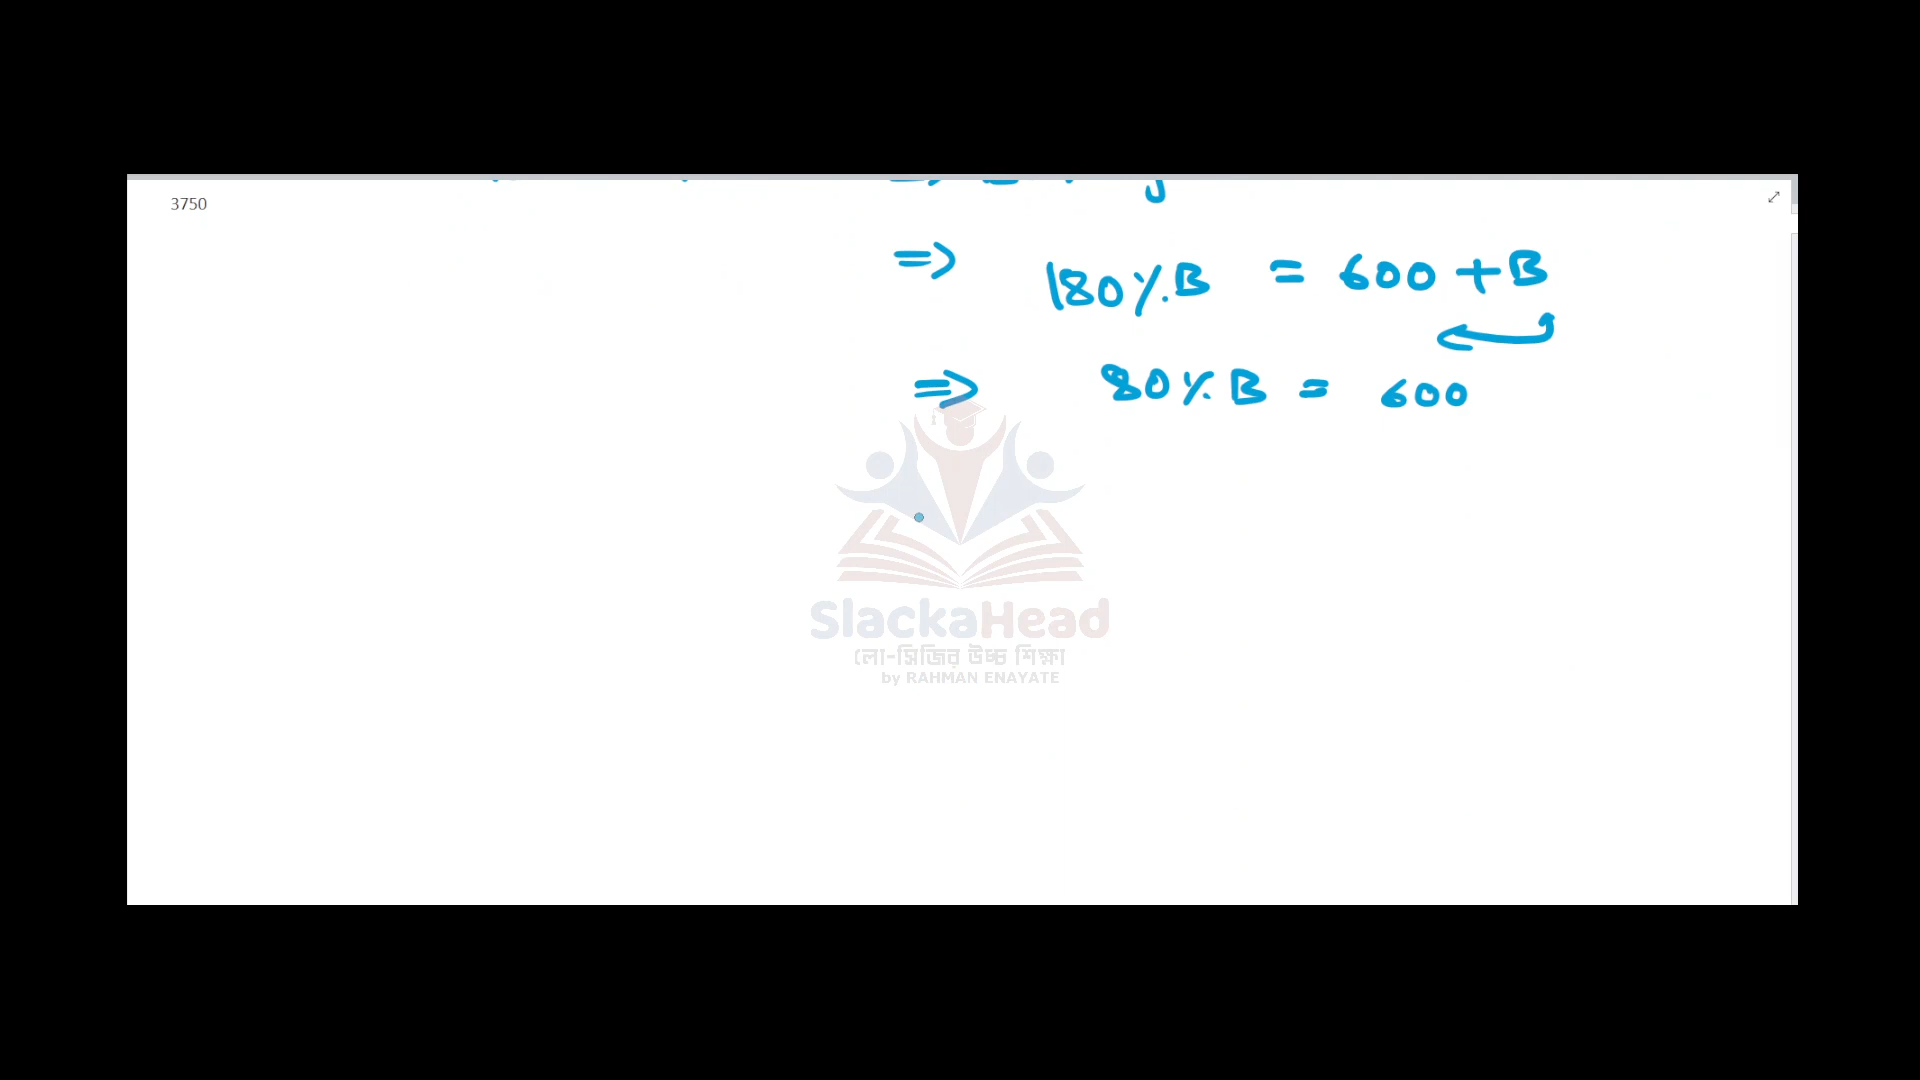 3750
=> 180% B = 600 + B
=> 80% B = 600
SlackaHead
লো-সিজির উচ্চ শিক্ষা
by RAHMAN ENAYATE